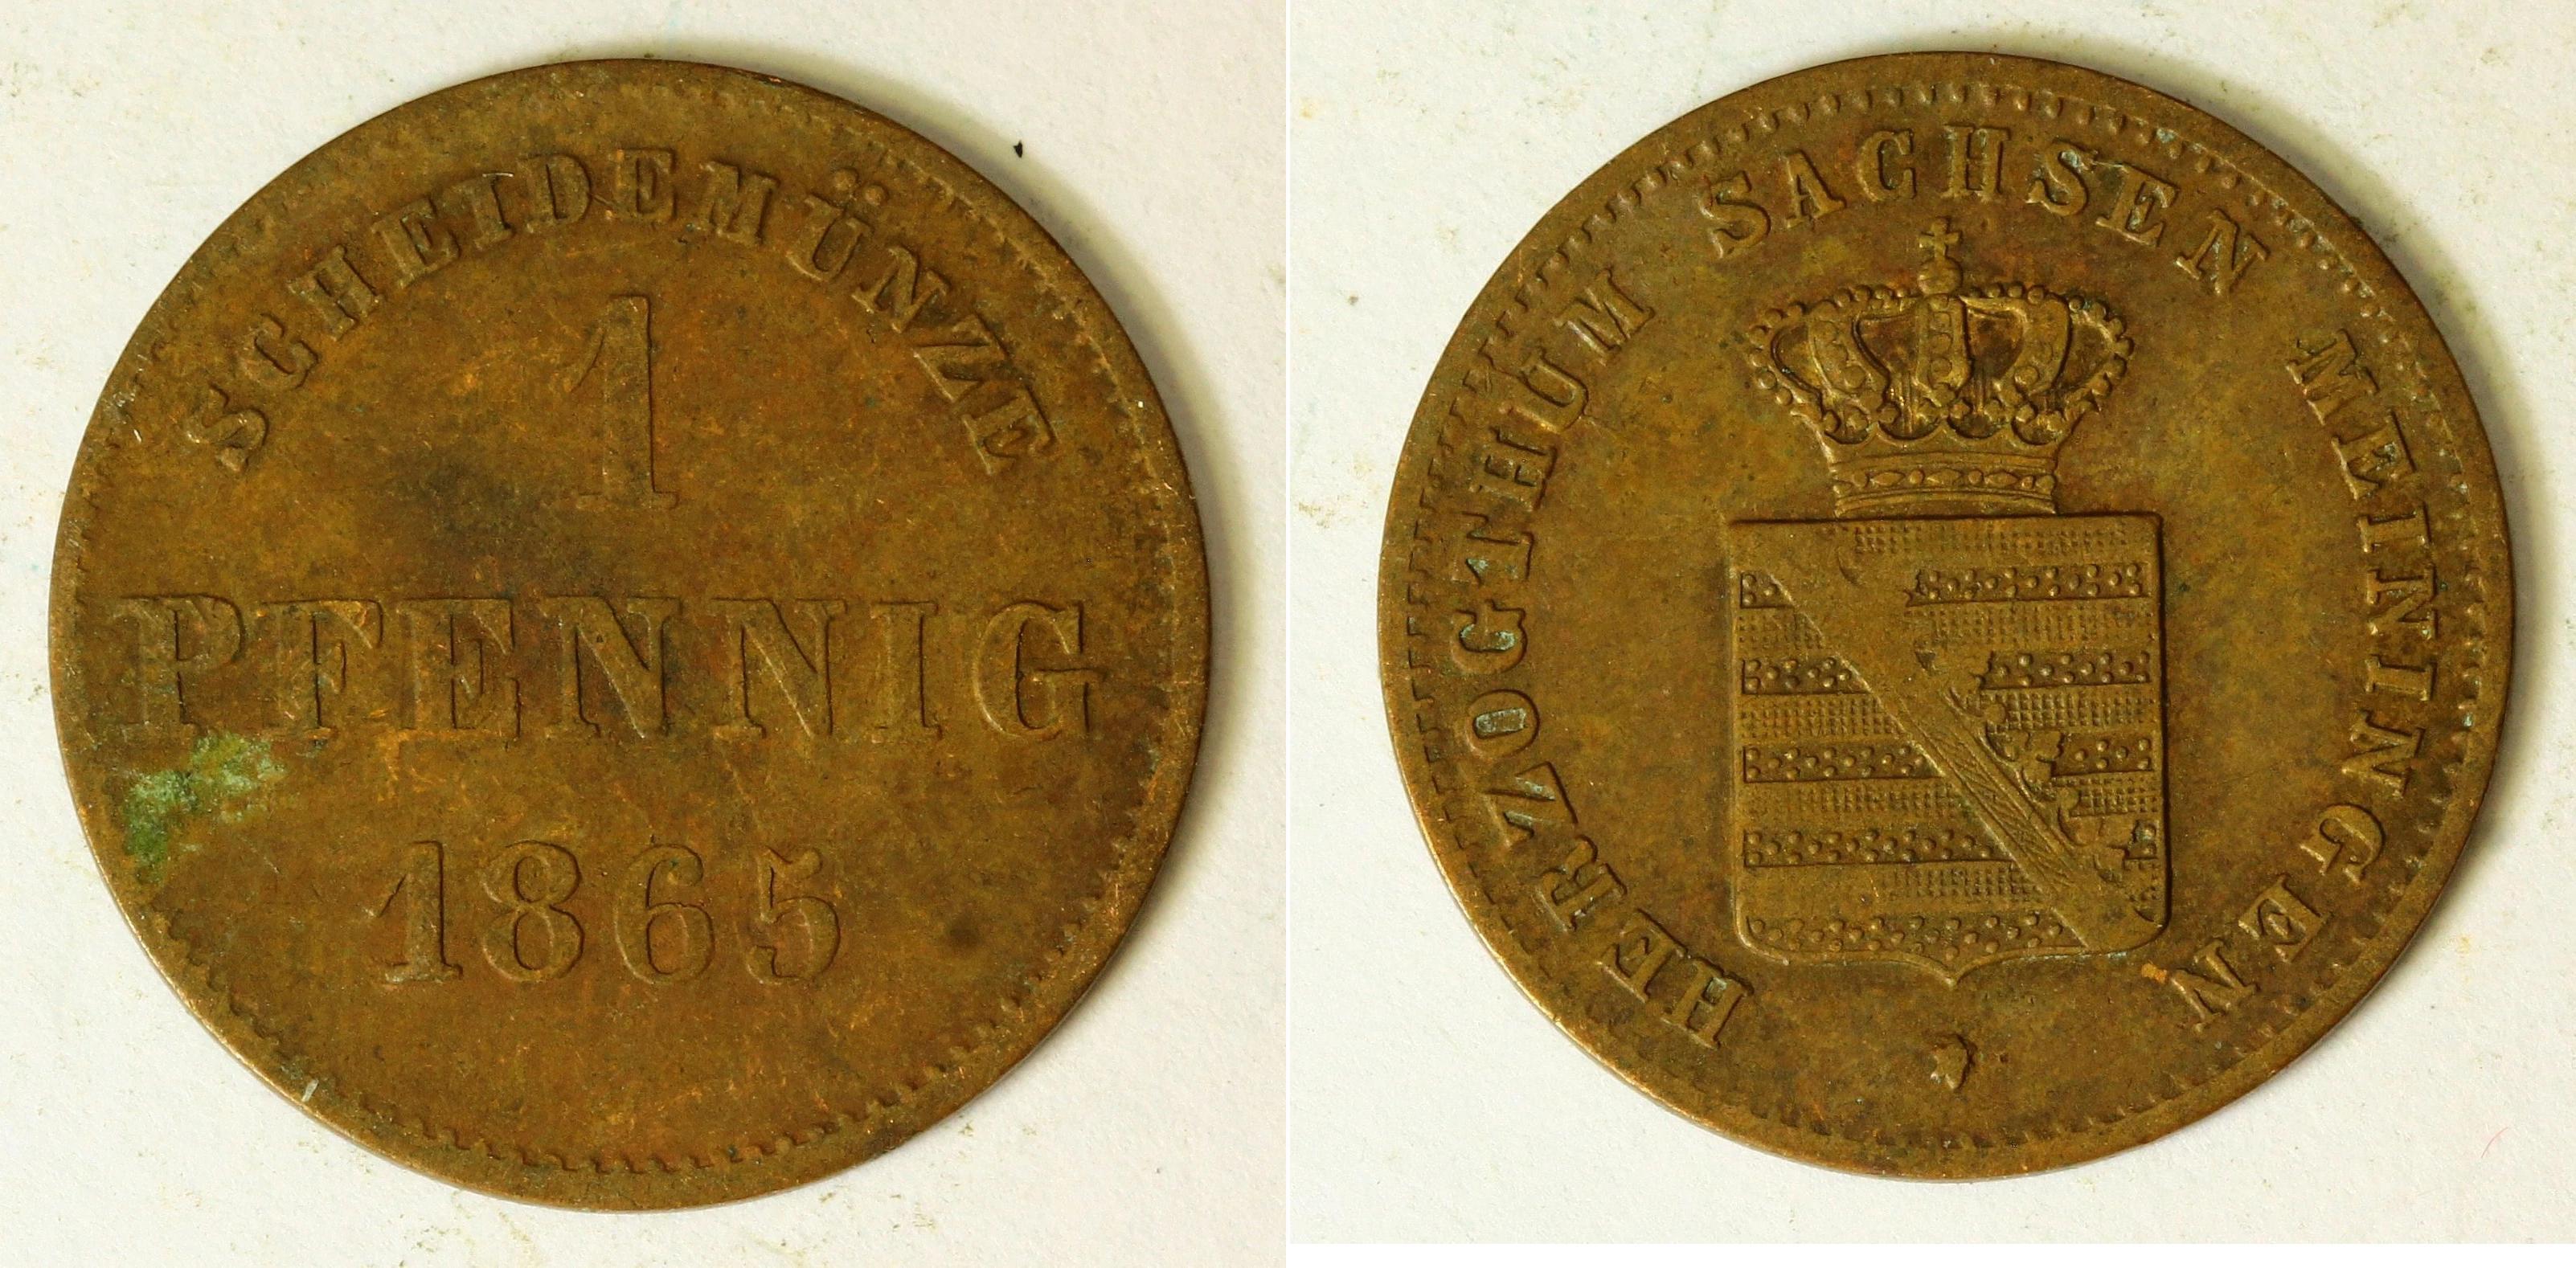 SCHEIDEMÜNZE
1
PFENNIG
1865
HERZOGTHUM SACHSEN MEININGEN